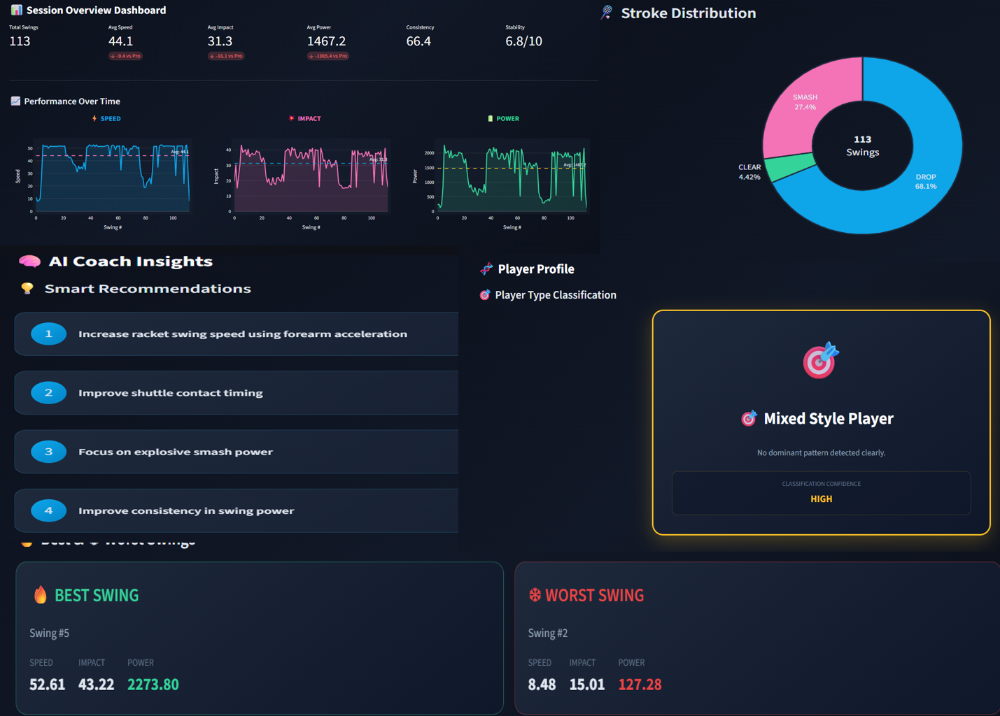 Session Overview Dashboard
Total Swings
113
Avg Speed
44.1
↓ -9.4 vs Pro
Avg Impact
31.3
↓ -16.1 vs Pro
Avg Power
1467.2
↓ -1065.4 vs Pro
Consistency
66.4
Stability
6.8/10
Performance Over Time
SPEED
Speed
50
40
30
20
10
0
Avg: 44.1
0 20 40 60 80 100
Swing #
IMPACT
Impact
40
30
20
10
0
Avg: 31.3
0 20 40 60 80 100
Swing #
POWER
Power
2000
1500
1000
500
0
Avg: 1467.2
0 20 40 60 80 100
Swing #
Stroke Distribution
SMASH
27.4%
CLEAR
4.42%
DROP
68.1%
113
Swings
AI Coach Insights
Smart Recommendations
1 Increase racket swing speed using forearm acceleration
2 Improve shuttle contact timing
3 Focus on explosive smash power
4 Improve consistency in swing power
Player Profile
Player Type Classification
Mixed Style Player
No dominant pattern detected clearly.
CLASSIFICATION CONFIDENCE
HIGH
Best & Worst Swings
BEST SWING
Swing #5
SPEED IMPACT POWER
52.61 43.22 2273.80
WORST SWING
Swing #2
SPEED IMPACT POWER
8.48 15.01 127.28